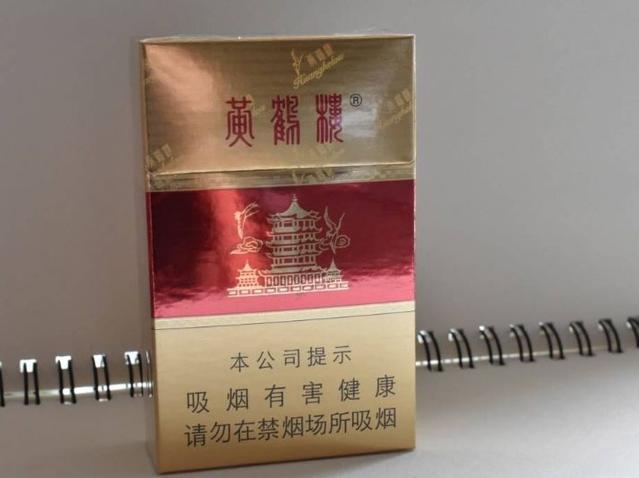 Huanghelou
黄鹤楼®
本公司提示
吸烟有害健康
请勿在禁烟场所吸烟